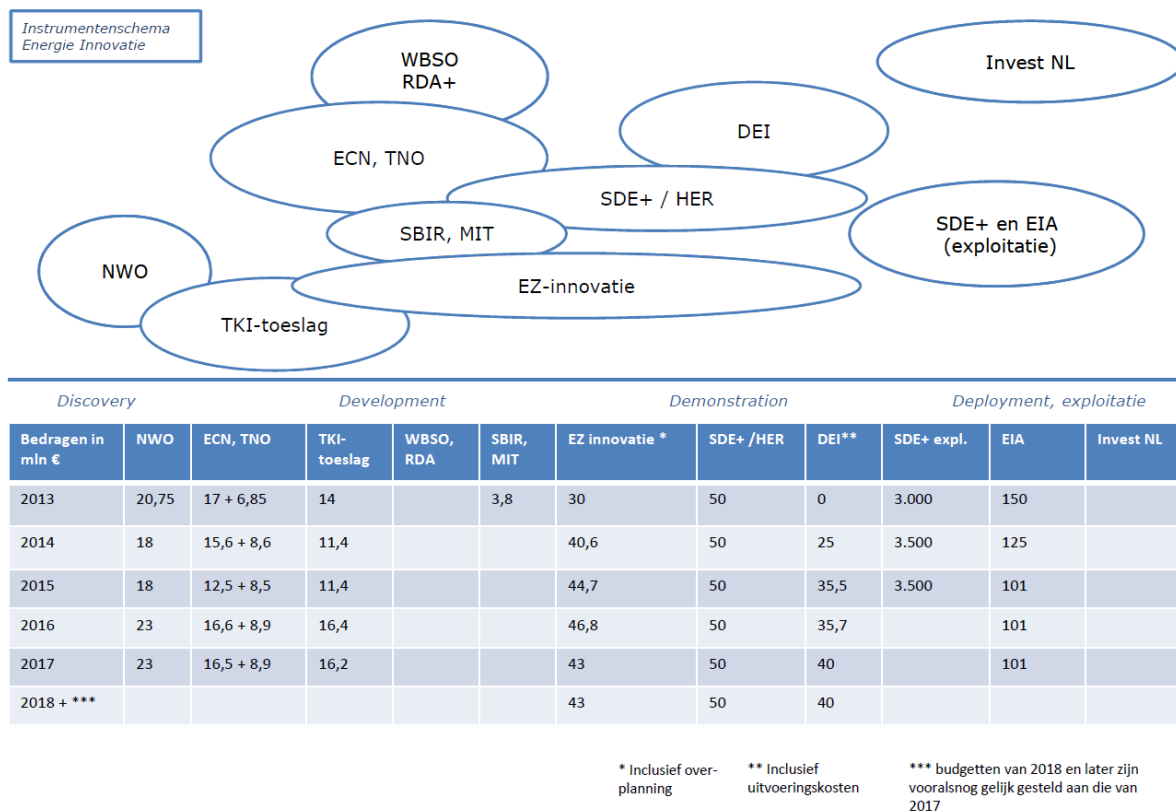 Instrumentenschema
Energie Innovatie
WBSO
RDA+
Invest NL
DEI
ECN, TNO
SDE+ / HER
SBIR, MIT
SDE+ en EIA
(exploitatie)
NWO
EZ-innovatie
TKI-toeslag
Discovery Development Demonstration Deployment, exploitatie
Bedragen in mln € NWO ECN, TNO TKI-toeslag WBSO, RDA SBIR, MIT EZ innovatie * SDE+ /HER DEI** SDE+ expl. EIA Invest NL
2013 20,75 17 + 6,85 14 3,8 30 50 0 3.000 150
2014 18 15,6 + 8,6 11,4 40,6 50 25 3.500 125
2015 18 12,5 + 8,5 11,4 44,7 50 35,5 3.500 101
2016 23 16,6 + 8,9 16,4 46,8 50 35,7 101
2017 23 16,5 + 8,9 16,2 43 50 40 101
2018 + *** 43 50 40
* Inclusief over-
planning
** Inclusief
uitvoeringskosten
*** budgetten van 2018 en later zijn
vooralsnog gelijk gesteld aan die van
2017